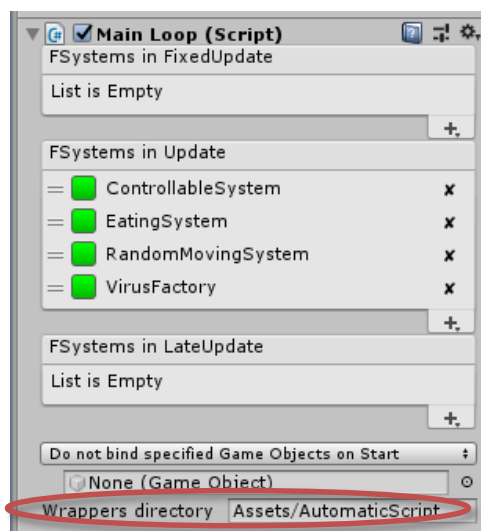 Main Loop (Script)
FSystems in FixedUpdate
List is Empty
FSystems in Update
ControllableSystem
EatingSystem
RandomMovingSystem
VirusFactory
FSystems in LateUpdate
List is Empty
Do not bind specified Game Objects on Start
None (Game Object)
Wrappers directory Assets/AutomaticScript